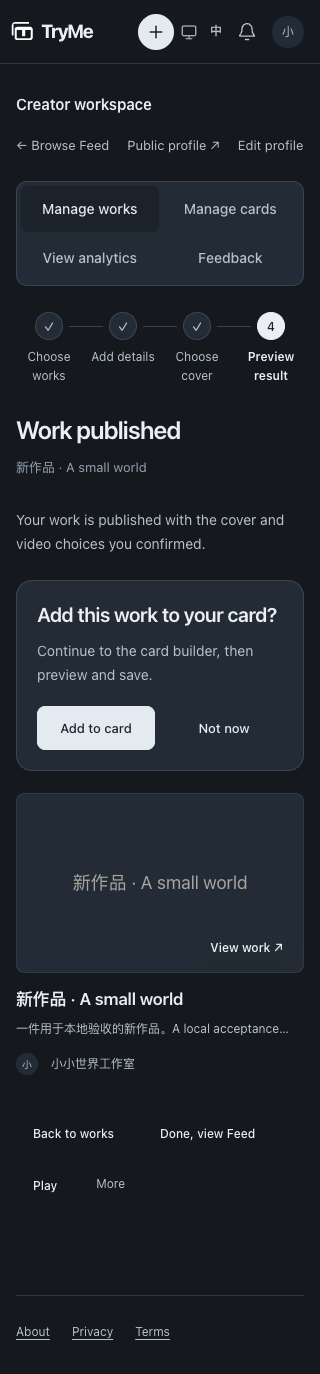 TryMe
中
小
Creator workspace
← Browse Feed
Public profile ↗
Edit profile
Manage works
Manage cards
View analytics
Feedback
Choose
works
Add details
Choose
cover
4
Preview
result
Work published
新作品 · A small world
Your work is published with the cover and
video choices you confirmed.
Add this work to your card?
Continue to the card builder, then
preview and save.
Add to card
Not now
新作品 · A small world
View work ↗
新作品 · A small world
一件用于本地验收的新作品。A local acceptance...
小
小小世界工作室
Back to works
Done, view Feed
Play
More
About
Privacy
Terms